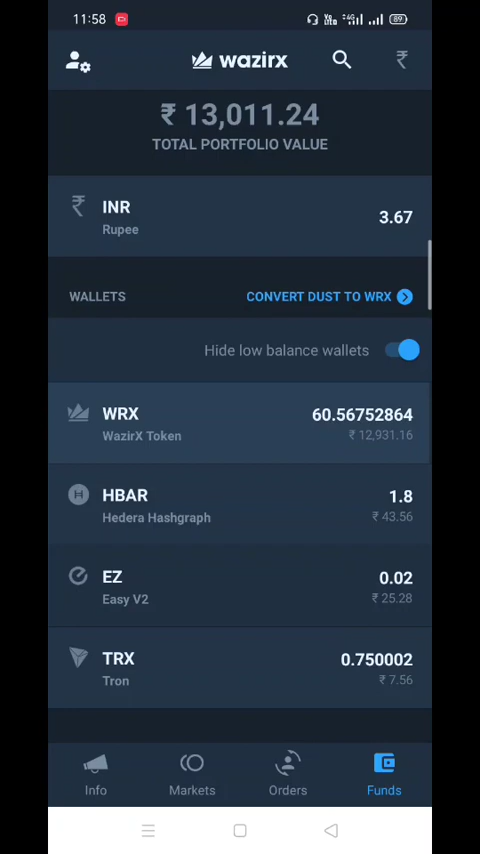 11:58
4G
89
wazirx
₹
₹ 13,011.24
TOTAL PORTFOLIO VALUE
₹
INR
3.67
Rupee
WALLETS
CONVERT DUST TO WRX
Hide low balance wallets
WRX
60.56752864
WazirX Token
₹ 12,931.16
HBAR
1.8
Hedera Hashgraph
₹ 43.56
EZ
0.02
Easy V2
₹ 25.28
TRX
0.750002
Tron
₹ 7.56
Info
Markets
Orders
Funds